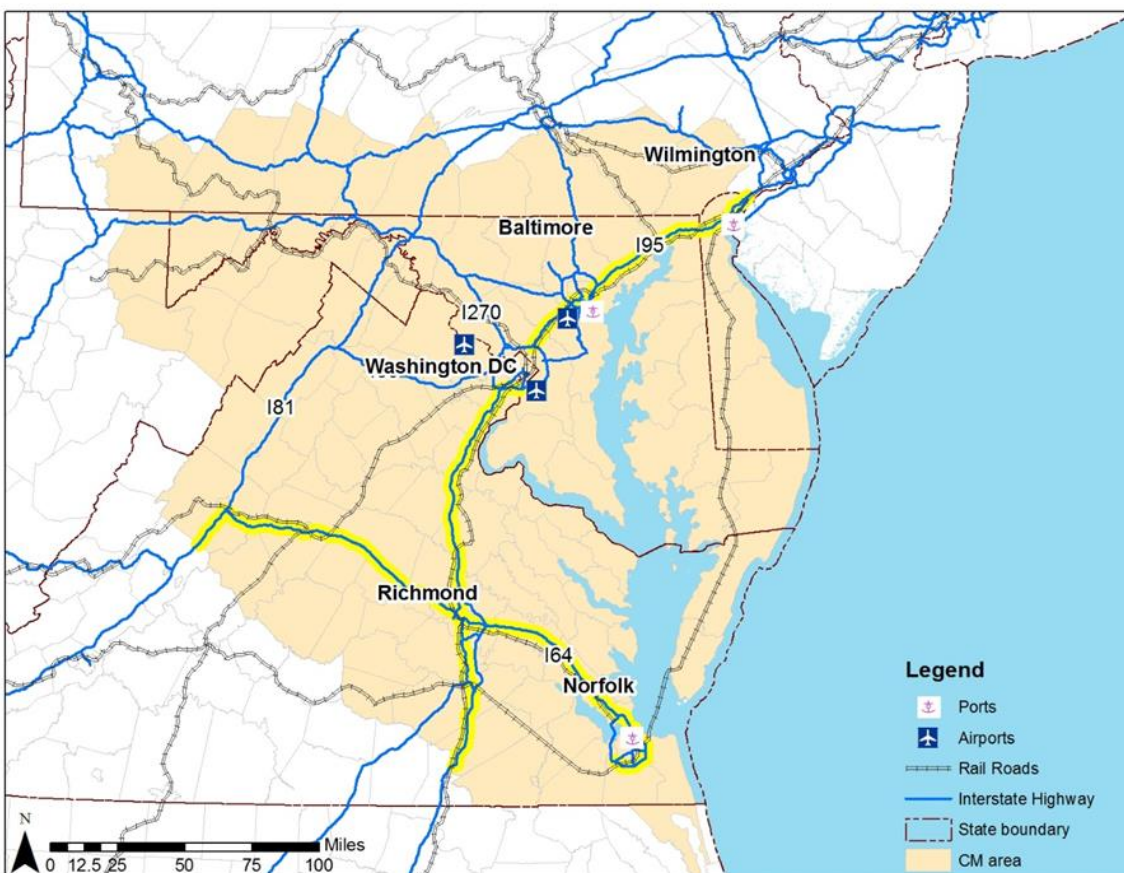 Wilmington
Baltimore
I95
I270
Washington DC
I81
Richmond
I64
Norfolk
Legend
Ports
Airports
Rail Roads
Interstate Highway
State boundary
CM area
N
Miles
0 12.5 25 50 75 100